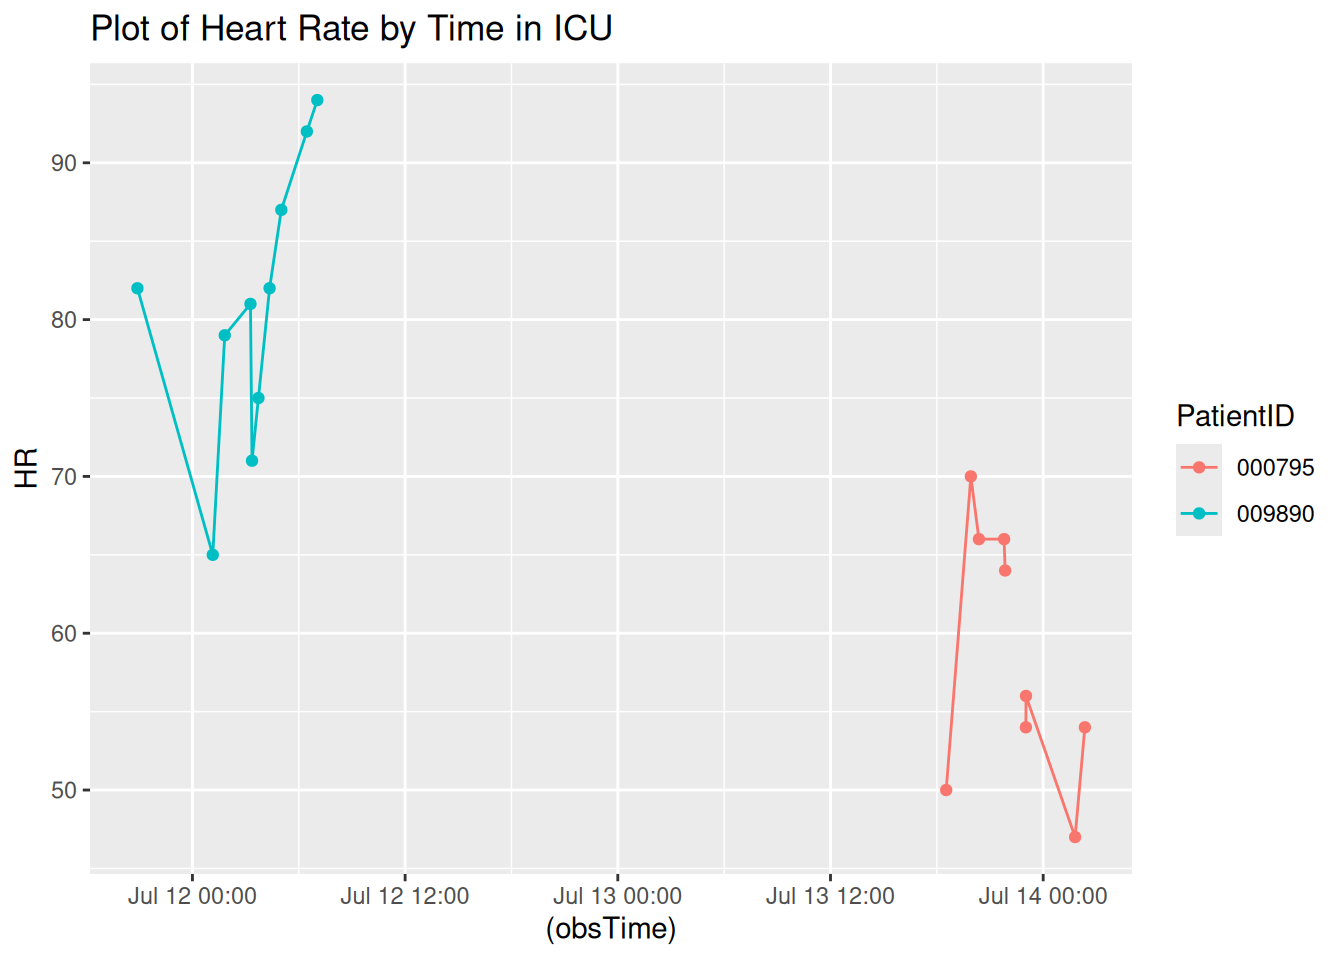 Plot of Heart Rate by Time in ICU
90
80
70
60
50
HR
Jul 12 00:00
Jul 12 12:00
Jul 13 00:00
Jul 13 12:00
Jul 14 00:00
(obsTime)
PatientID
000795
009890